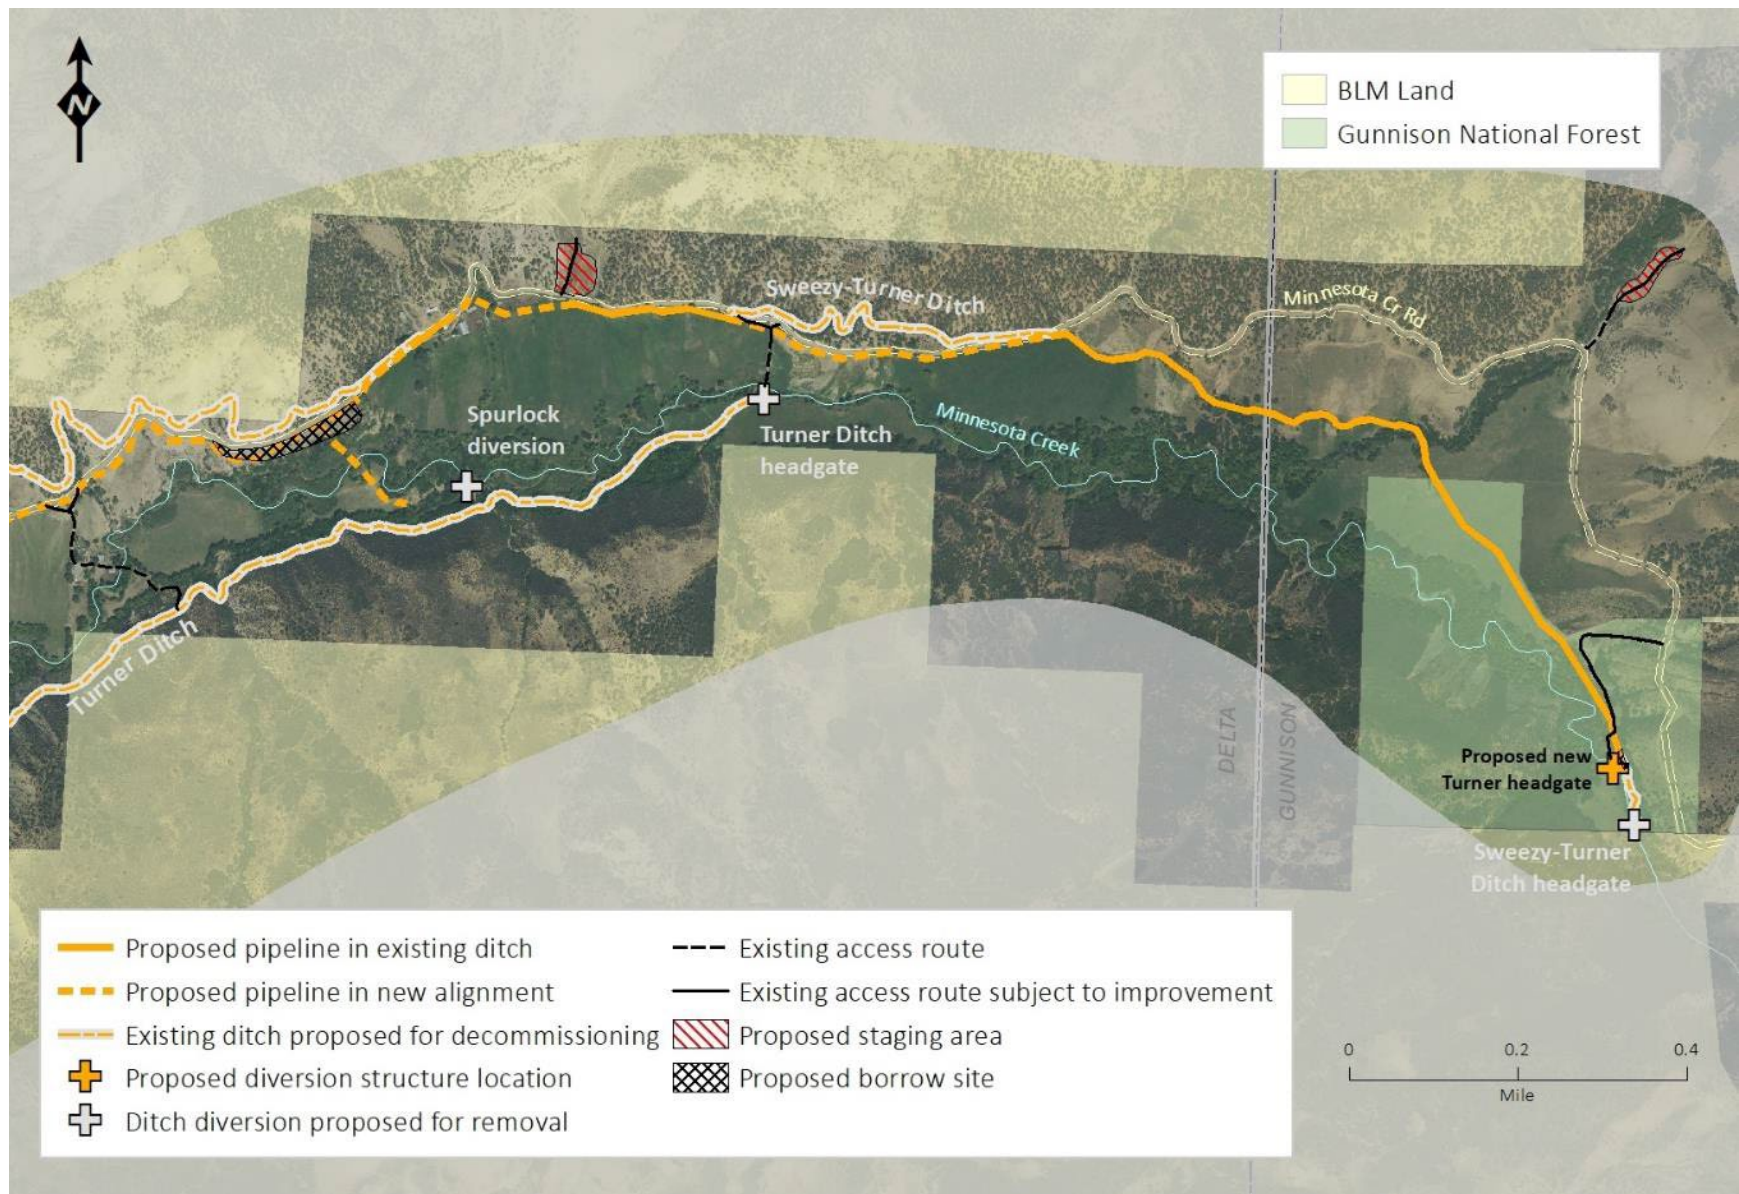 N
BLM Land
Gunnison National Forest
Sweezy-Turner Ditch
Minnesota Cr Rd
Spurlock
diversion
Turner Ditch
headgate
Minnesota Creek
Turner Ditch
DELTA
GUNNISON
Proposed new
Turner headgate
Sweezy-Turner
Ditch headgate
Proposed pipeline in existing ditch
Proposed pipeline in new alignment
Existing ditch proposed for decommissioning
Proposed diversion structure location
Ditch diversion proposed for removal
Existing access route
Existing access route subject to improvement
Proposed staging area
Proposed borrow site
0 0.2 0.4
Mile